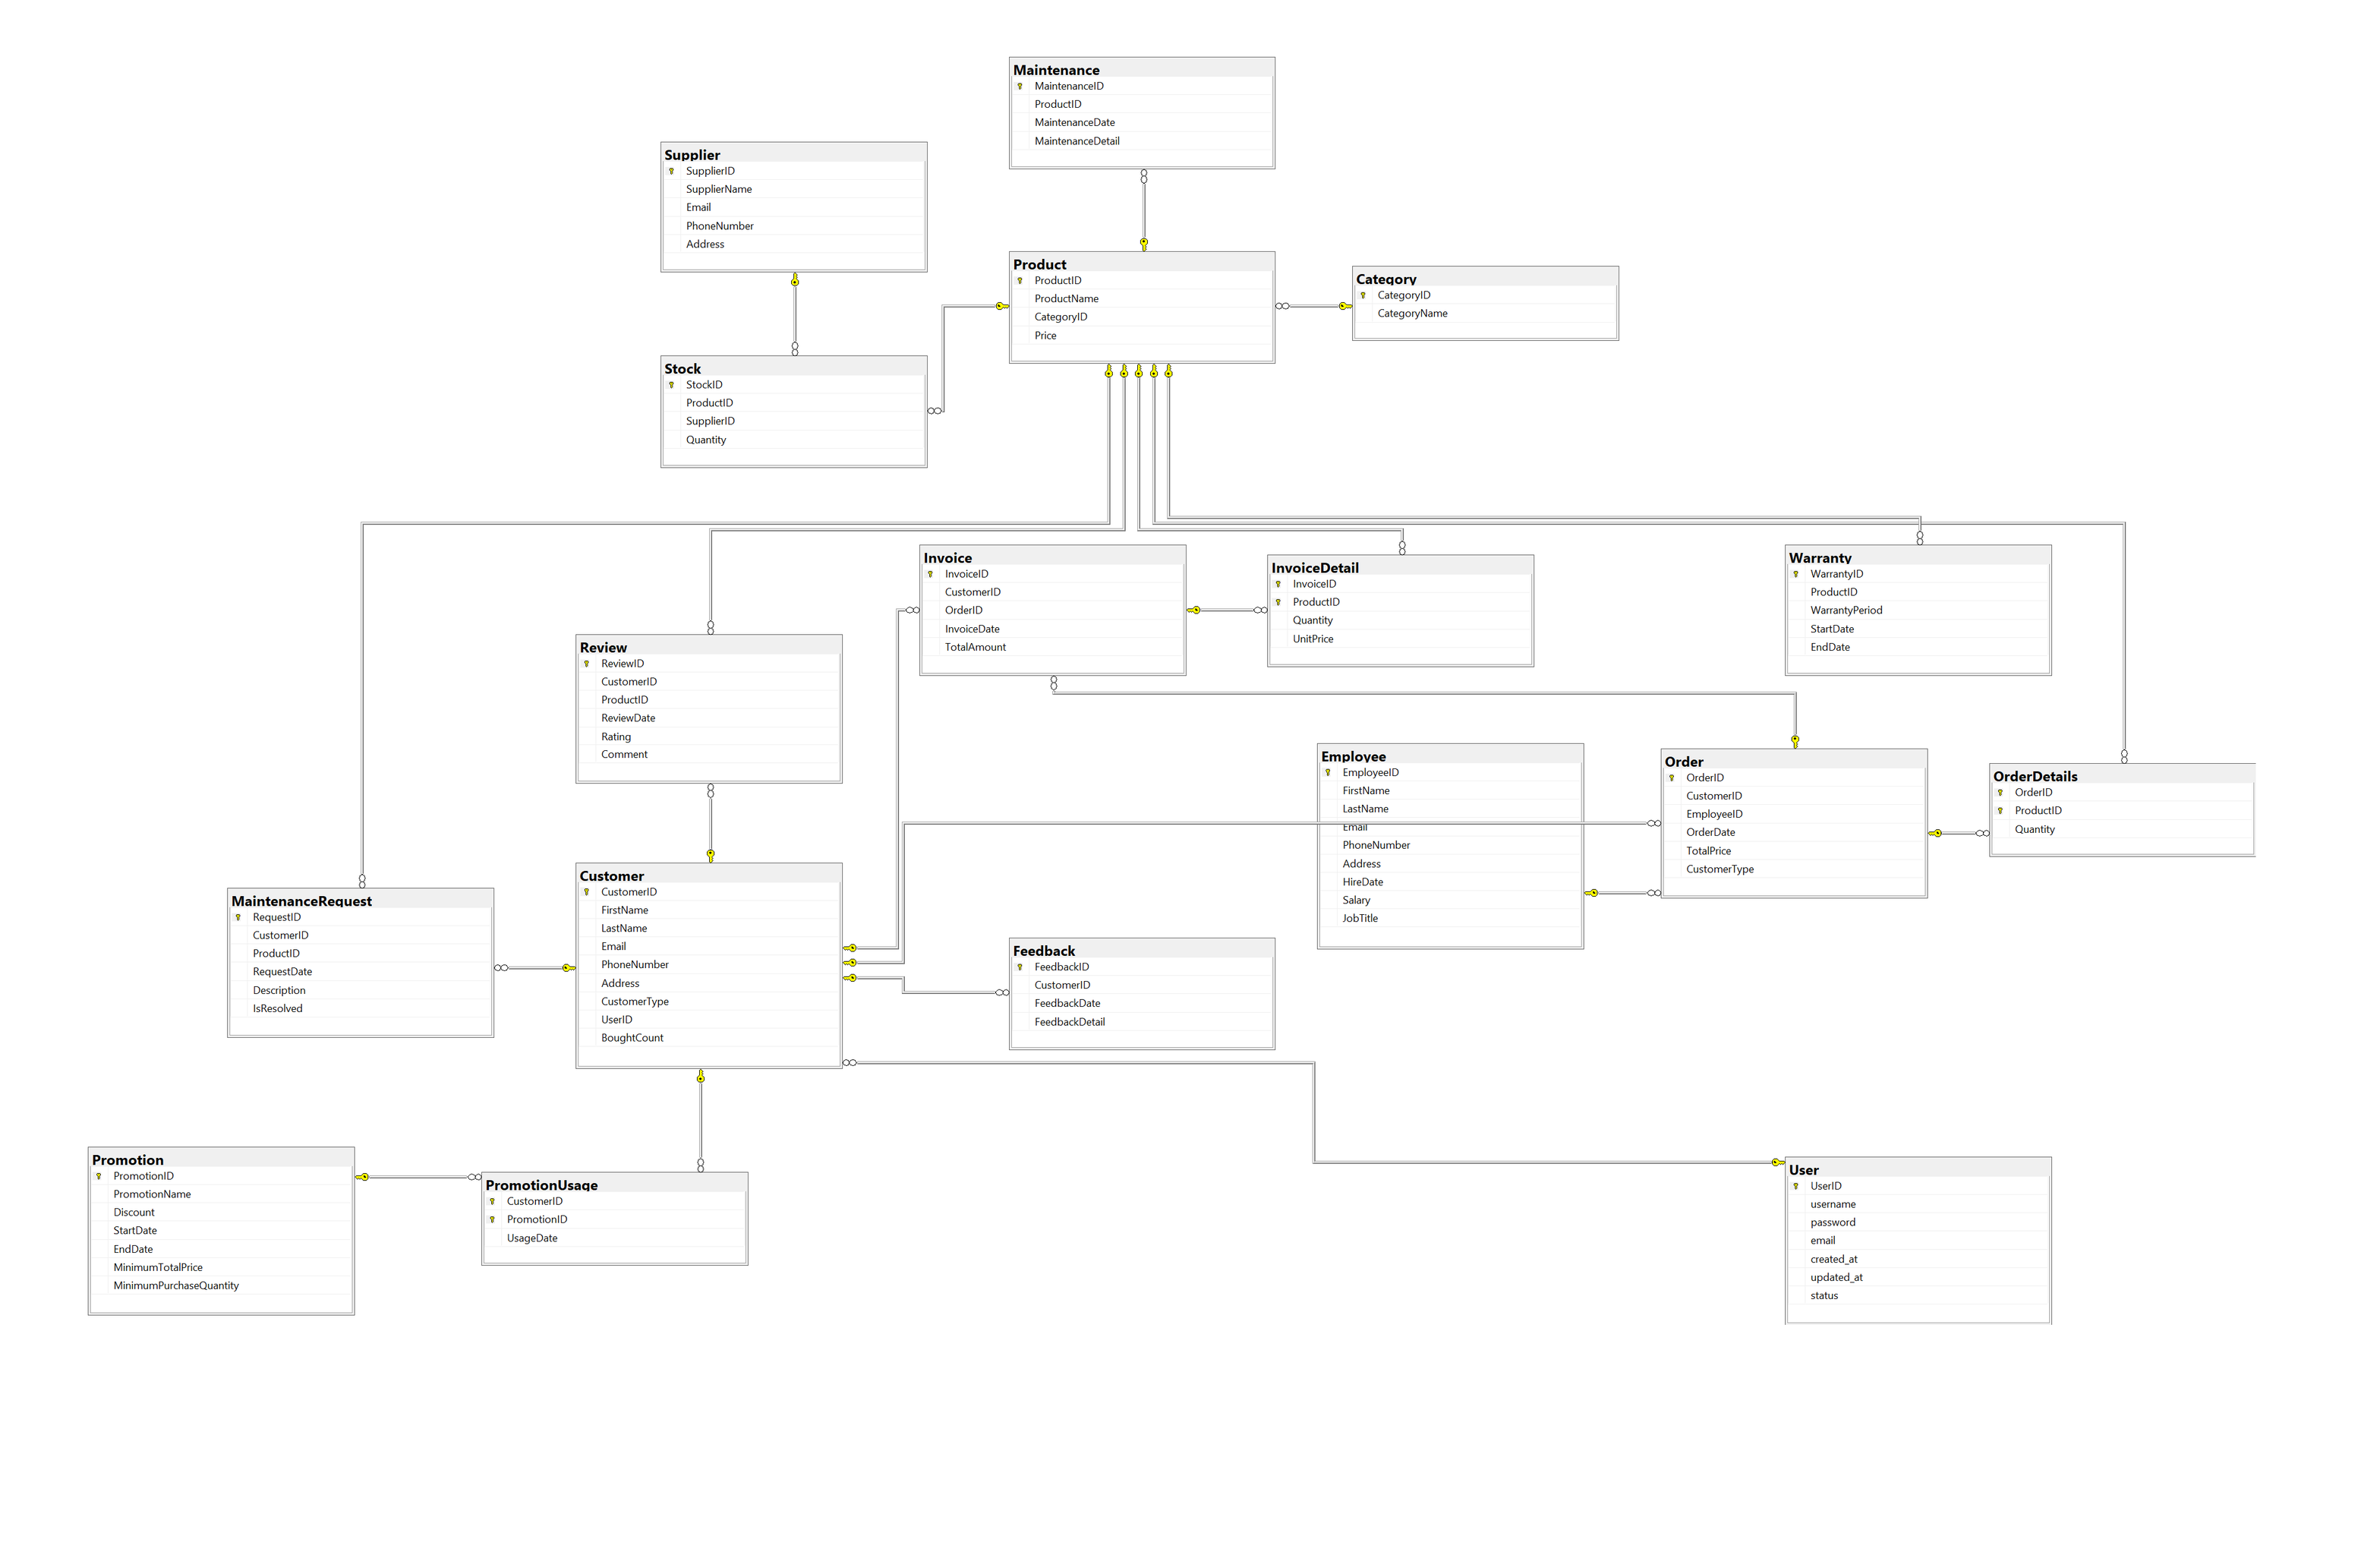 Maintenance
MaintenanceID
ProductID
MaintenanceDate
MaintenanceDetail
Supplier
SupplierID
SupplierName
Email
PhoneNumber
Address
Product
ProductID
ProductName
CategoryID
Price
Category
CategoryID
CategoryName
Stock
StockID
ProductID
SupplierID
Quantity
Invoice
InvoiceID
CustomerID
OrderID
InvoiceDate
TotalAmount
InvoiceDetail
InvoiceID
ProductID
Quantity
UnitPrice
Warranty
WarrantyID
ProductID
WarrantyPeriod
StartDate
EndDate
Review
ReviewID
CustomerID
ProductID
ReviewDate
Rating
Comment
Employee
EmployeeID
FirstName
LastName
Email
PhoneNumber
Address
HireDate
Salary
JobTitle
Order
OrderID
CustomerID
EmployeeID
OrderDate
TotalPrice
CustomerType
OrderDetails
OrderID
ProductID
Quantity
Customer
CustomerID
FirstName
LastName
Email
PhoneNumber
Address
CustomerType
UserID
BoughtCount
MaintenanceRequest
RequestID
CustomerID
ProductID
RequestDate
Description
IsResolved
Feedback
FeedbackID
CustomerID
FeedbackDate
FeedbackDetail
Promotion
PromotionID
PromotionName
Discount
StartDate
EndDate
MinimumTotalPrice
MinimumPurchaseQuantity
PromotionUsage
CustomerID
PromotionID
UsageDate
User
UserID
username
password
email
created_at
updated_at
status